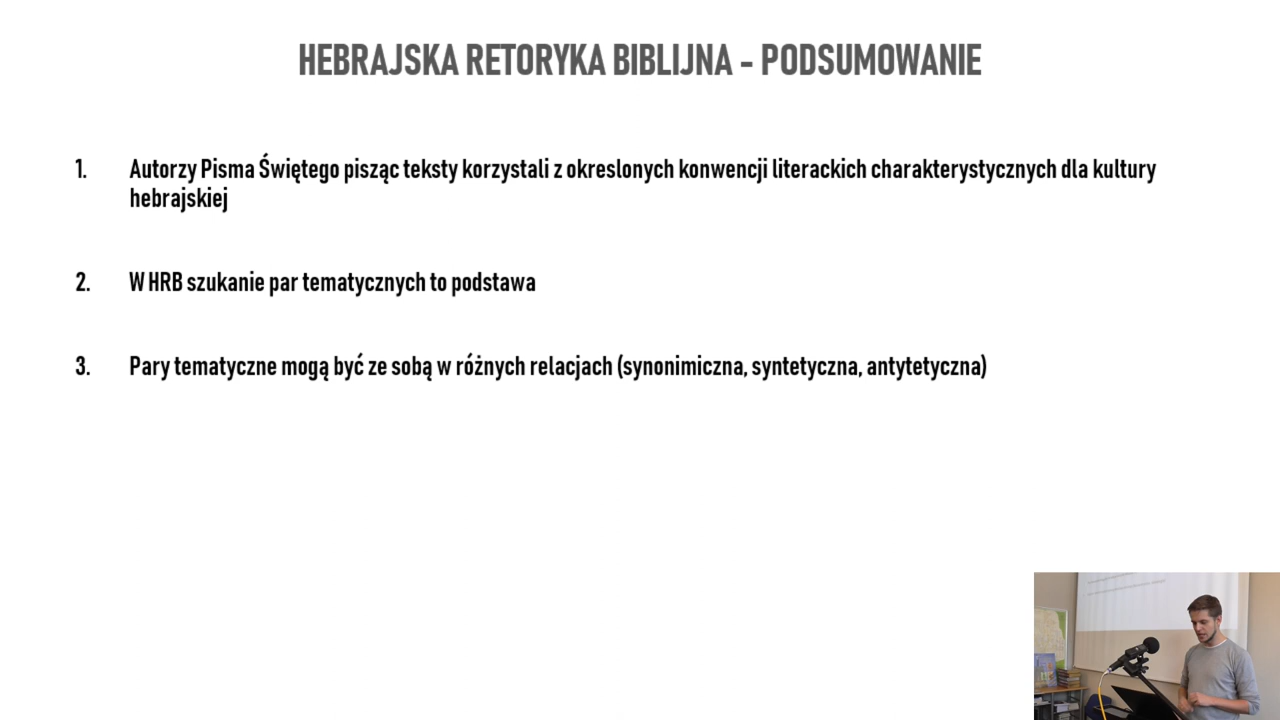 HEBRAJSKA RETORYKA BIBLIJNA - PODSUMOWANIE
1. Autorzy Pisma Świętego pisząc teksty korzystali z okreslonych konwencji literackich charakterystycznych dla kultury
hebrajskiej
2. W HRB szukanie par tematycznych to podstawa
3. Pary tematyczne mogą być ze sobą w różnych relacjach (synonimiczna, syntetyczna, antytetyczna)